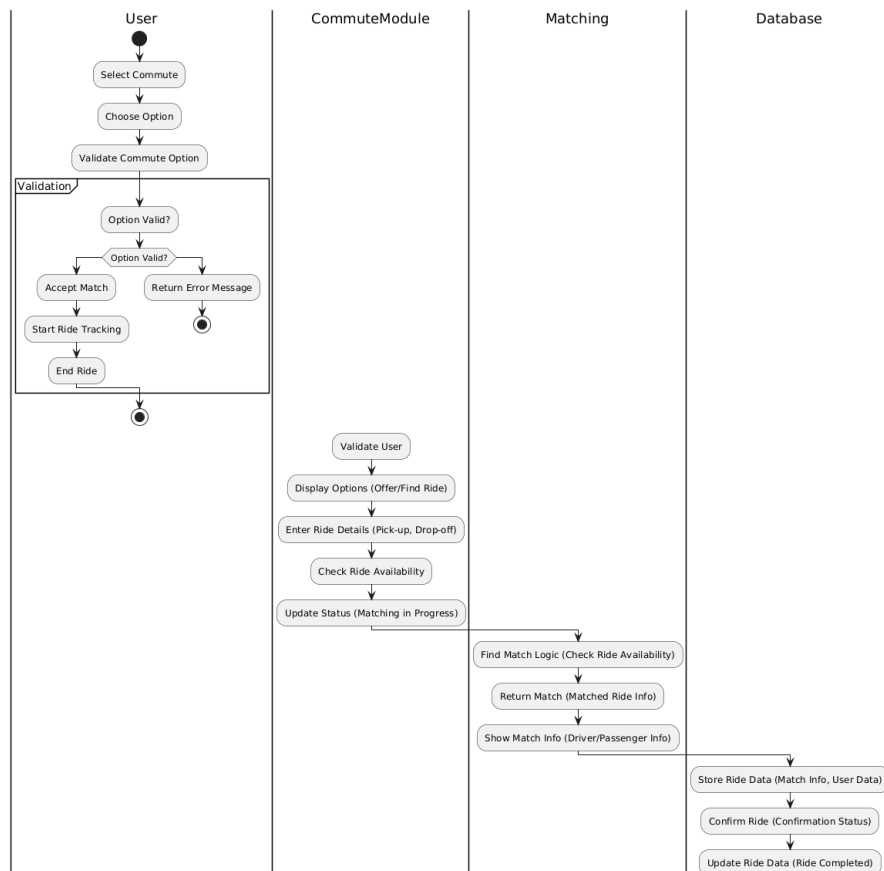 User
CommuteModule
Matching
Database
Select Commute
Choose Option
Validate Commute Option
Validation
Option Valid?
Option Valid?
Accept Match
Return Error Message
Start Ride Tracking
End Ride
Validate User
Display Options (Offer/Find Ride)
Enter Ride Details (Pick-up, Drop-off)
Check Ride Availability
Update Status (Matching in Progress)
Find Match Logic (Check Ride Availability)
Return Match (Matched Ride Info)
Show Match Info (Driver/Passenger Info)
Store Ride Data (Match Info, User Data)
Confirm Ride (Confirmation Status)
Update Ride Data (Ride Completed)